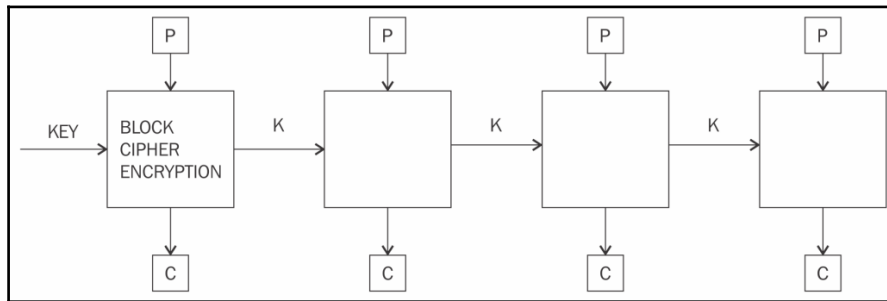 P P P P
KEY BLOCK K K K
CIPHER
ENCRYPTION
C C C C